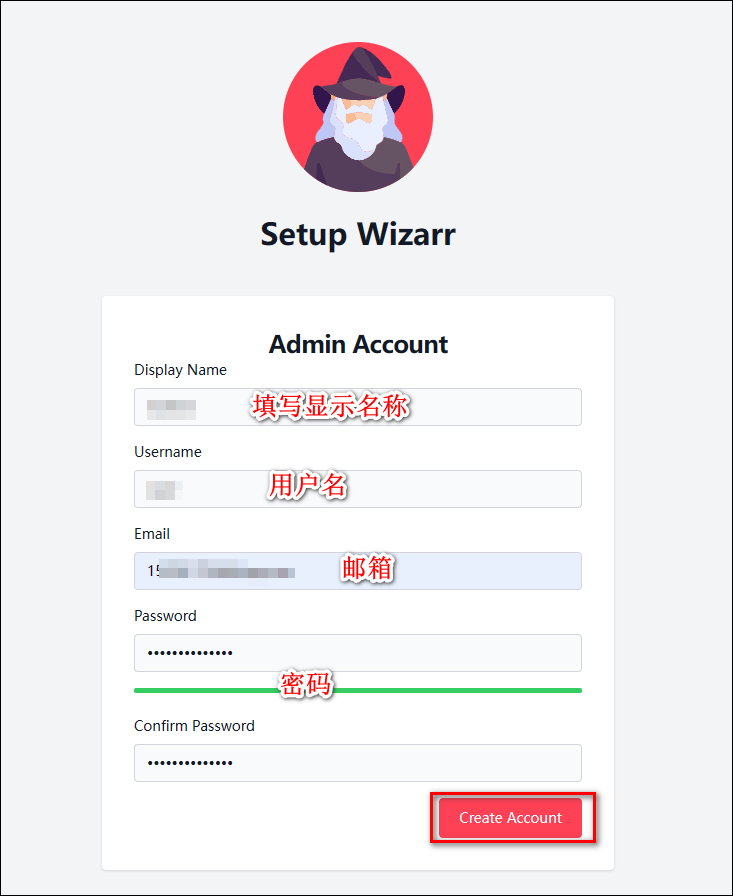 Setup Wizarr
Admin Account
Display Name
填写显示名称
Username
用户名
Email
15
邮箱
Password
••••••••••••••
密码
Confirm Password
••••••••••••••
Create Account